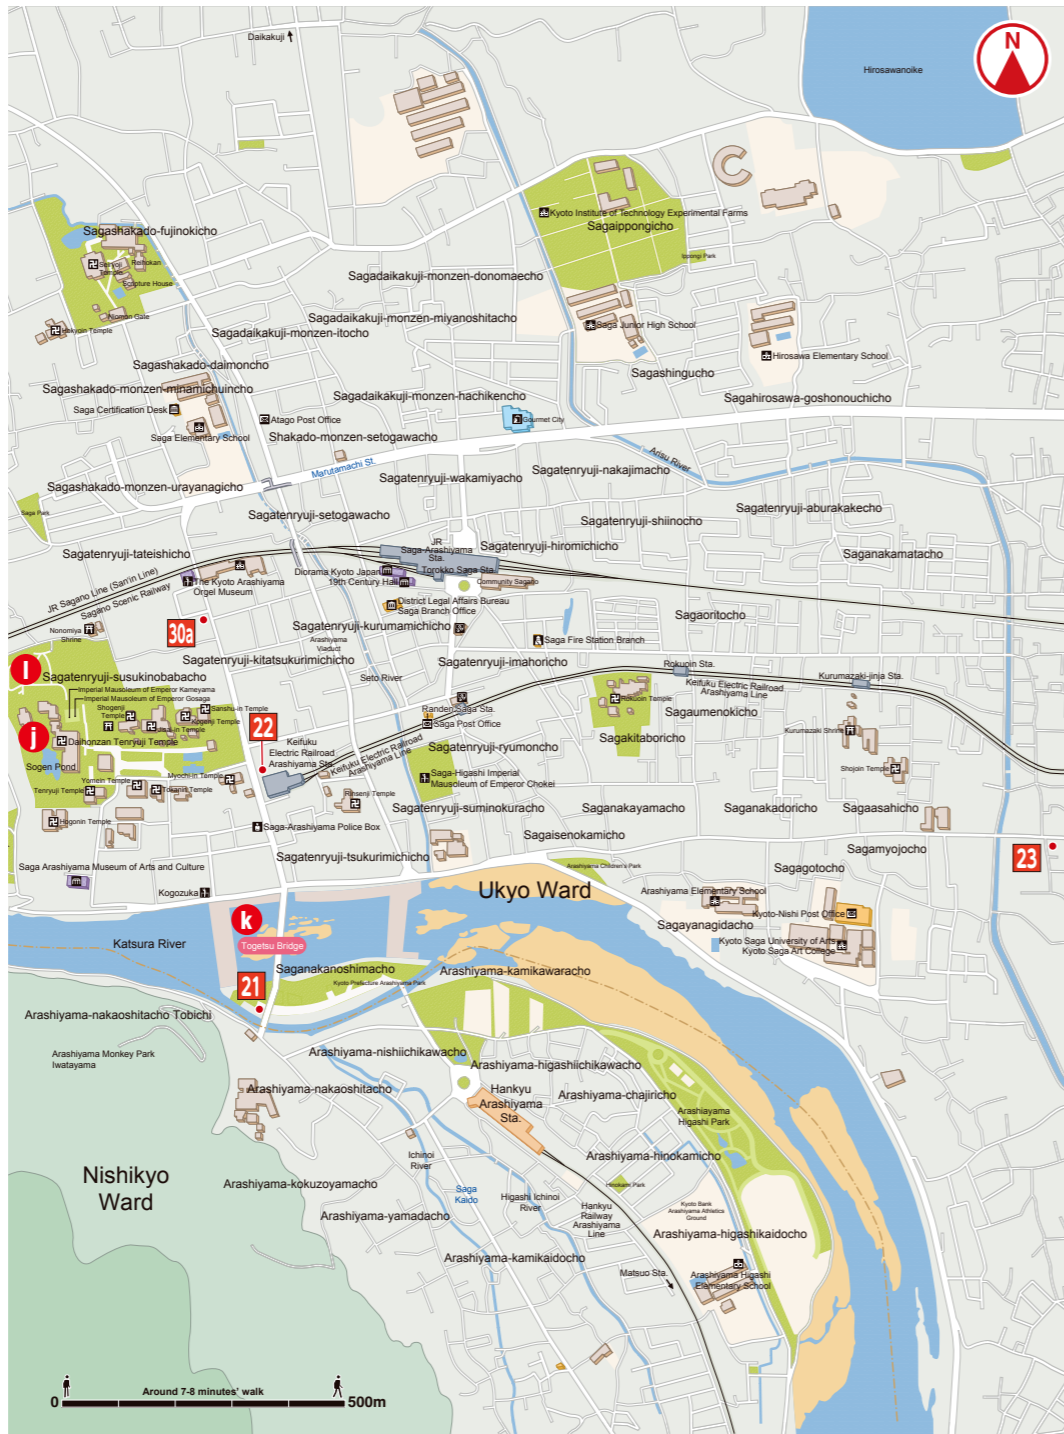 Daikakuji
N
Hirosawanoike
Kyoto Institute of Technology Experimental Farms
Sagaippongicho
Ippongi Park
Sagashakado-fujinokicho
Seiryoji
Temple
Reihokan
Scripture House
Niomon Gate
Hokyoin Temple
Sagadaikakuji-monzen-donomaecho
Sagadaikakuji-monzen-miyanoshitacho
Sagadaikakuji-monzen-itocho
Saga Junior High School
Hirosawa Elementary School
Sagashakado-daimoncho
Sagashingucho
Sagashakado-monzen-minamichuincho
Sagadaikakuji-monzen-hachikencho
Sagahirosawa-goshonouchicho
Saga Certification Desk
Atago Post Office
Gourmet City
Saga Elementary School
Shakado-monzen-setogawacho
Marutamachi St.
Arisu River
Sagatenryuji-nakajimacho
Sagatenryuji-wakamiyacho
Sagashakado-monzen-urayanagicho
Saga Park
Sagatenryuji-setogawacho
Sagatenryuji-shiinocho
Sagatenryuji-aburakakecho
Sagatenryuji-tateishicho
JR
Saga-Arashiyama
Sta.
Sagatenryuji-hiromichicho
Saganakamatacho
Torokko Saga Sta.
Diorama Kyoto Japan
19th Century Hall
Community Sagano
The Kyoto Arashiyama
Orgel Museum
JR Sagano Line (San'in Line)
Sagano Scenic Railway
District Legal Affairs Bureau
Saga Branch Office
Sagaoritocho
Nonomiya
Shrine
30a
Sagatenryuji-kurumamichicho
Arashiyama
Viaduct
Saga Fire Station Branch
Sagatenryuji-kitatsukurimichicho
Sagatenryuji-imahoricho
Rokuoin Sta.
Kurumazaki-jinja Sta.
l
Sagatenryuji-susukinobabacho
Seto River
Keifuku Electric Railroad
Arashiyama Line
Imperial Mausoleum of Emperor Kameyama
Imperial Mausoleum of Emperor Gosaga
Sanshu-in Temple
Shogenji
Temple
Kogenji Temple
Randen Saga Sta.
Saga Post Office
Rokuoin Temple
Sagaumenokicho
j
Daihonzan Tenryuji Temple
22
Keifuku
Electric Railroad
Arashiyama Sta.
Keifuku Electric Railroad
Arashiyama Line
Sagatenryuji-ryumoncho
Sagakitaboricho
Kurumazaki Shrine
Sogen Pond
Shojoin Temple
Myochi-in Temple
Yomein Temple
Tenryuji Temple
Tokanin Temple
Saga-Higashi Imperial
Mausoleum of Emperor Chokei
Rinsenji Temple
Sagatenryuji-suminokuracho
Saganakayamacho
Saganakadoricho
Sagaasahicho
Hogonin Temple
Saga-Arashiyama Police Box
Sagaisenokamicho
Sagamyojocho
23
Sagatenryuji-tsukurimichicho
Saga Arashiyama Museum of Arts and Culture
Arashiyama Children's Park
Sagagotocho
Kogozuka
Ukyo Ward
Arashiyama Elementary School
Kyoto-Nishi Post Office
k
Togetsu Bridge
Sagayanagidacho
Katsura River
Kyoto Saga University of Arts
Kyoto Saga Art College
Saganakanoshimacho
Arashiyama-kamikawaracho
Kyoto Prefecture Arashiyama Park
21
Arashiyama-nakaoshitacho Tobichi
Arashiyama Monkey Park
Iwatayama
Arashiyama-nishiichikawacho
Arashiyama-higashiichikawacho
Arashiyama-nakaoshitacho
Hankyu
Arashiyama
Sta.
Arashiyama-chajiricho
Arashiayama
Higashi Park
Nishikyo
Ward
Ichinoi
River
Arashiyama-hinokamicho
Arashiyama-kokuzoyamacho
Saga
Kaido
Higashi Ichinoi
River
Hinokami Park
Arashiyama-yamadacho
Hankyu
Railway
Arashiyama
Line
Kyoto Bank
Arashiyama Athletics
Ground
Arashiyama-higashikaidocho
Arashiyama-kamikaidocho
Matsuo Sta.
Arashiyama Higashi
Elementary School
Around 7-8 minutes' walk
0
500m